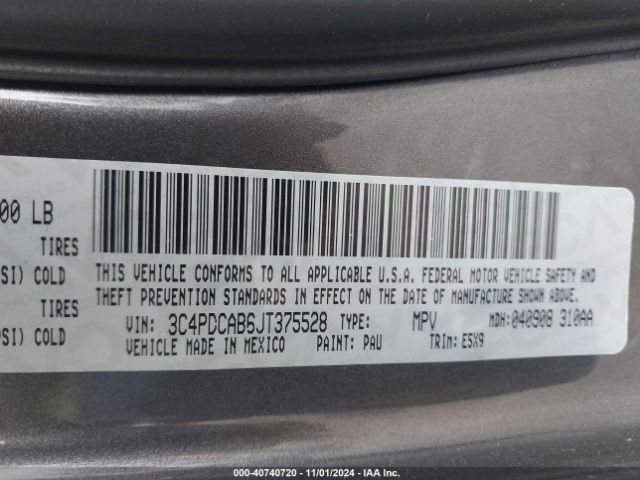 00 LB
TIRES
SI) COLD
TIRES
SI) COLD
THIS VEHICLE CONFORMS TO ALL APPLICABLE U.S.A. FEDERAL MOTOR VEHICLE SAFETY AND
THEFT PREVENTION STANDARDS IN EFFECT ON THE DATE OF MANUFACTURE SHOWN ABOVE.
VIN: 3C4PDCAB6JT375528 TYPE: MPV MDH: 040908 310AA
VEHICLE MADE IN MEXICO PAINT: PAU TRIM: E5X9
000-40740720 - 11/01/2024 - IAA Inc.